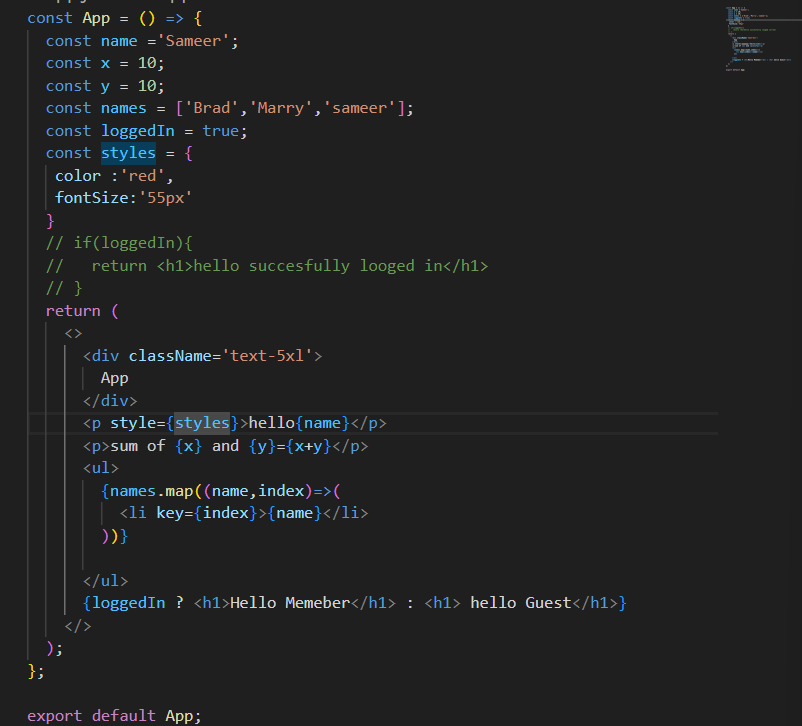 const App = () => {
const name ='Sameer';
const x = 10;
const y = 10;
const names = ['Brad','Marry','sameer'];
const loggedIn = true;
const styles = {
color :'red',
fontSize:'55px'
}
// if(loggedIn){
//   return <h1>hello succesfully looged in</h1>
// }
return (
<>
<div className='text-5xl'>
App
</div>
<p style={styles}>hello{name}</p>
<p>sum of {x} and {y}={x+y}</p>
<ul>
{names.map((name,index)=>(
<li key={index}>{name}</li>
))}
</ul>
{loggedIn ? <h1>Hello Memeber</h1> : <h1> hello Guest</h1>}
</>
);
};
export default App;